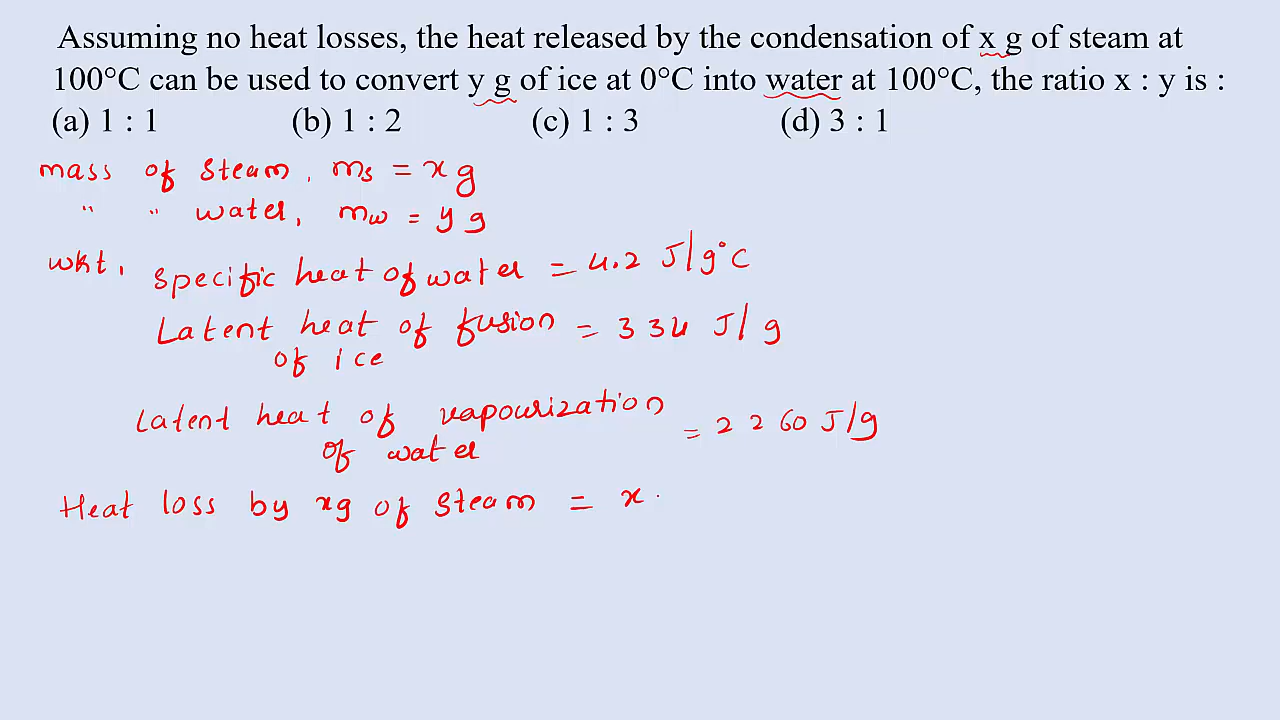 Assuming no heat losses, the heat released by the condensation of x g of steam at
100°C can be used to convert y g of ice at 0°C into water at 100°C, the ratio x : y is :
(a) 1 : 1 (b) 1 : 2 (c) 1 : 3 (d) 3 : 1
mass of steam, ms = x g
" " water, mw = y g
wkt, specific heat of water = 4.2 J/g°C
Latent heat of fusion = 334 J/g
of ice
Latent heat of vapourization = 2260 J/g
of water
Heat loss by xg of steam = x ·